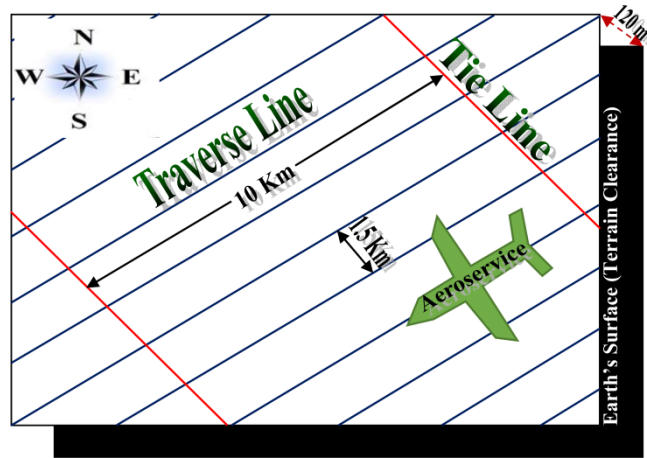 N
W E
S
Traverse Line
10 Km
Tie Line
1.5 Km
Aeroservice
120 m
Earth's Surface (Terrain Clearance)